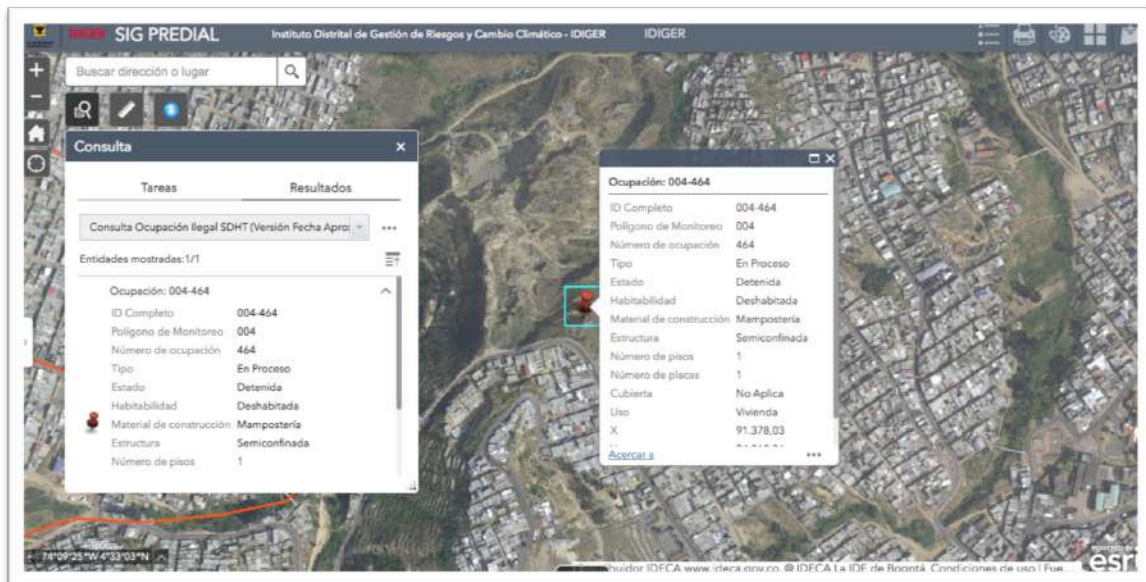 IDIGER SIG PREDIAL Instituto Distrital de Gestión de Riesgos y Cambio Climático - IDIGER IDIGER
Buscar dirección o lugar
Consulta
Tareas Resultados
Consulta Ocupación Ilegal SDHT (Versión Fecha Apro
Entidades mostradas:1/1
Ocupación: 004-464
ID Completo 004-464
Polígono de Monitoreo 004
Número de ocupación 464
Tipo En Proceso
Estado Detenida
Habitabilidad Deshabitada
Material de construcción Mampostería
Estructura Semiconfinada
Número de pisos 1
Ocupación: 004-464
ID Completo 004-464
Polígono de Monitoreo 004
Número de ocupación 464
Tipo En Proceso
Estado Detenida
Habitabilidad Deshabitada
Material de construcción Mampostería
Estructura Semiconfinada
Número de pisos 1
Número de placas 1
Cubierta No Aplica
Uso Vivienda
X 91.378,03
Acercar a
74°09'25"W 4°33'03"N
buidor IDECA www.ideca.gov.co. @ IDECA La IDE de Bogotá. Condiciones de uso | Fue...
POWERED BY
esri